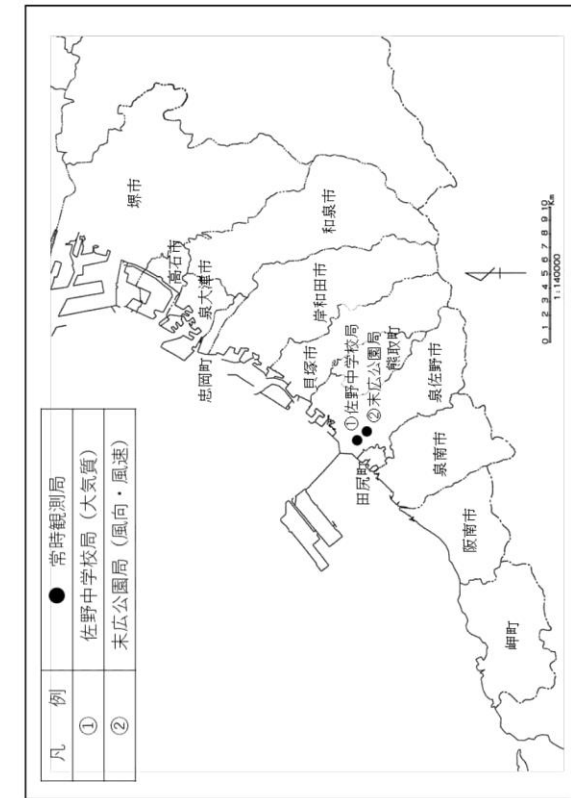 凡　例
● 常時観測局
①
佐野中学校局（大気質）
②
末広公園局（風向・風速）
堺市
高石市
泉大津市
和泉市
忠岡町
岸和田市
貝塚市
①佐野中学校局
②末広公園局
熊取町
泉佐野市
田尻町
泉南市
阪南市
岬町
0 1 2 3 4 5 6 7 8 9 10
Km
1:140000